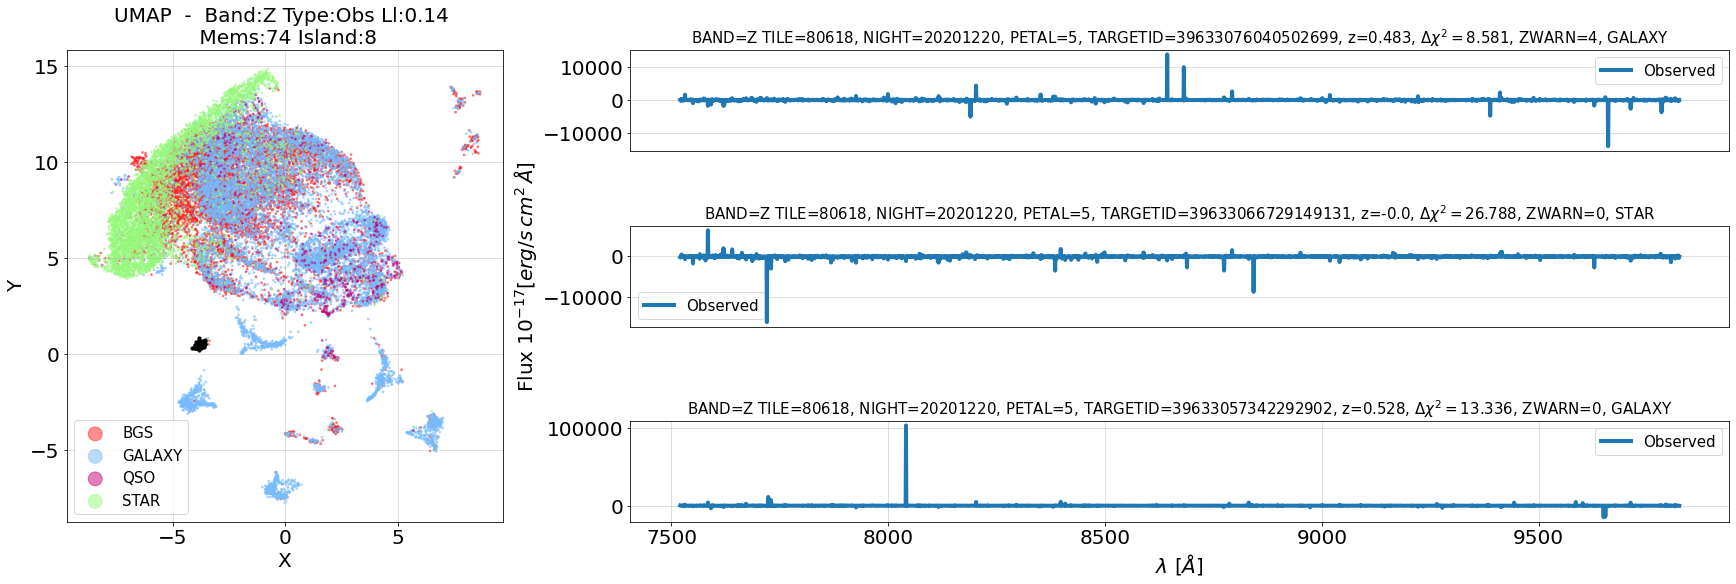 UMAP  -  Band:Z Type:Obs Ll:0.14
Mems:74 Island:8
15
10
5
0
−5
Y
−5
0
5
X
BGS
GALAXY
QSO
STAR
Flux 10⁻¹⁷[erg/s cm² Å]
BAND=Z TILE=80618, NIGHT=20201220, PETAL=5, TARGETID=39633076040502699, z=0.483, Δχ² = 8.581, ZWARN=4, GALAXY
10000
0
−10000
Observed
BAND=Z TILE=80618, NIGHT=20201220, PETAL=5, TARGETID=39633066729149131, z=-0.0, Δχ² = 26.788, ZWARN=0, STAR
0
−10000
Observed
BAND=Z TILE=80618, NIGHT=20201220, PETAL=5, TARGETID=39633057342292902, z=0.528, Δχ² = 13.336, ZWARN=0, GALAXY
100000
0
Observed
7500
8000
8500
9000
9500
λ [Å]